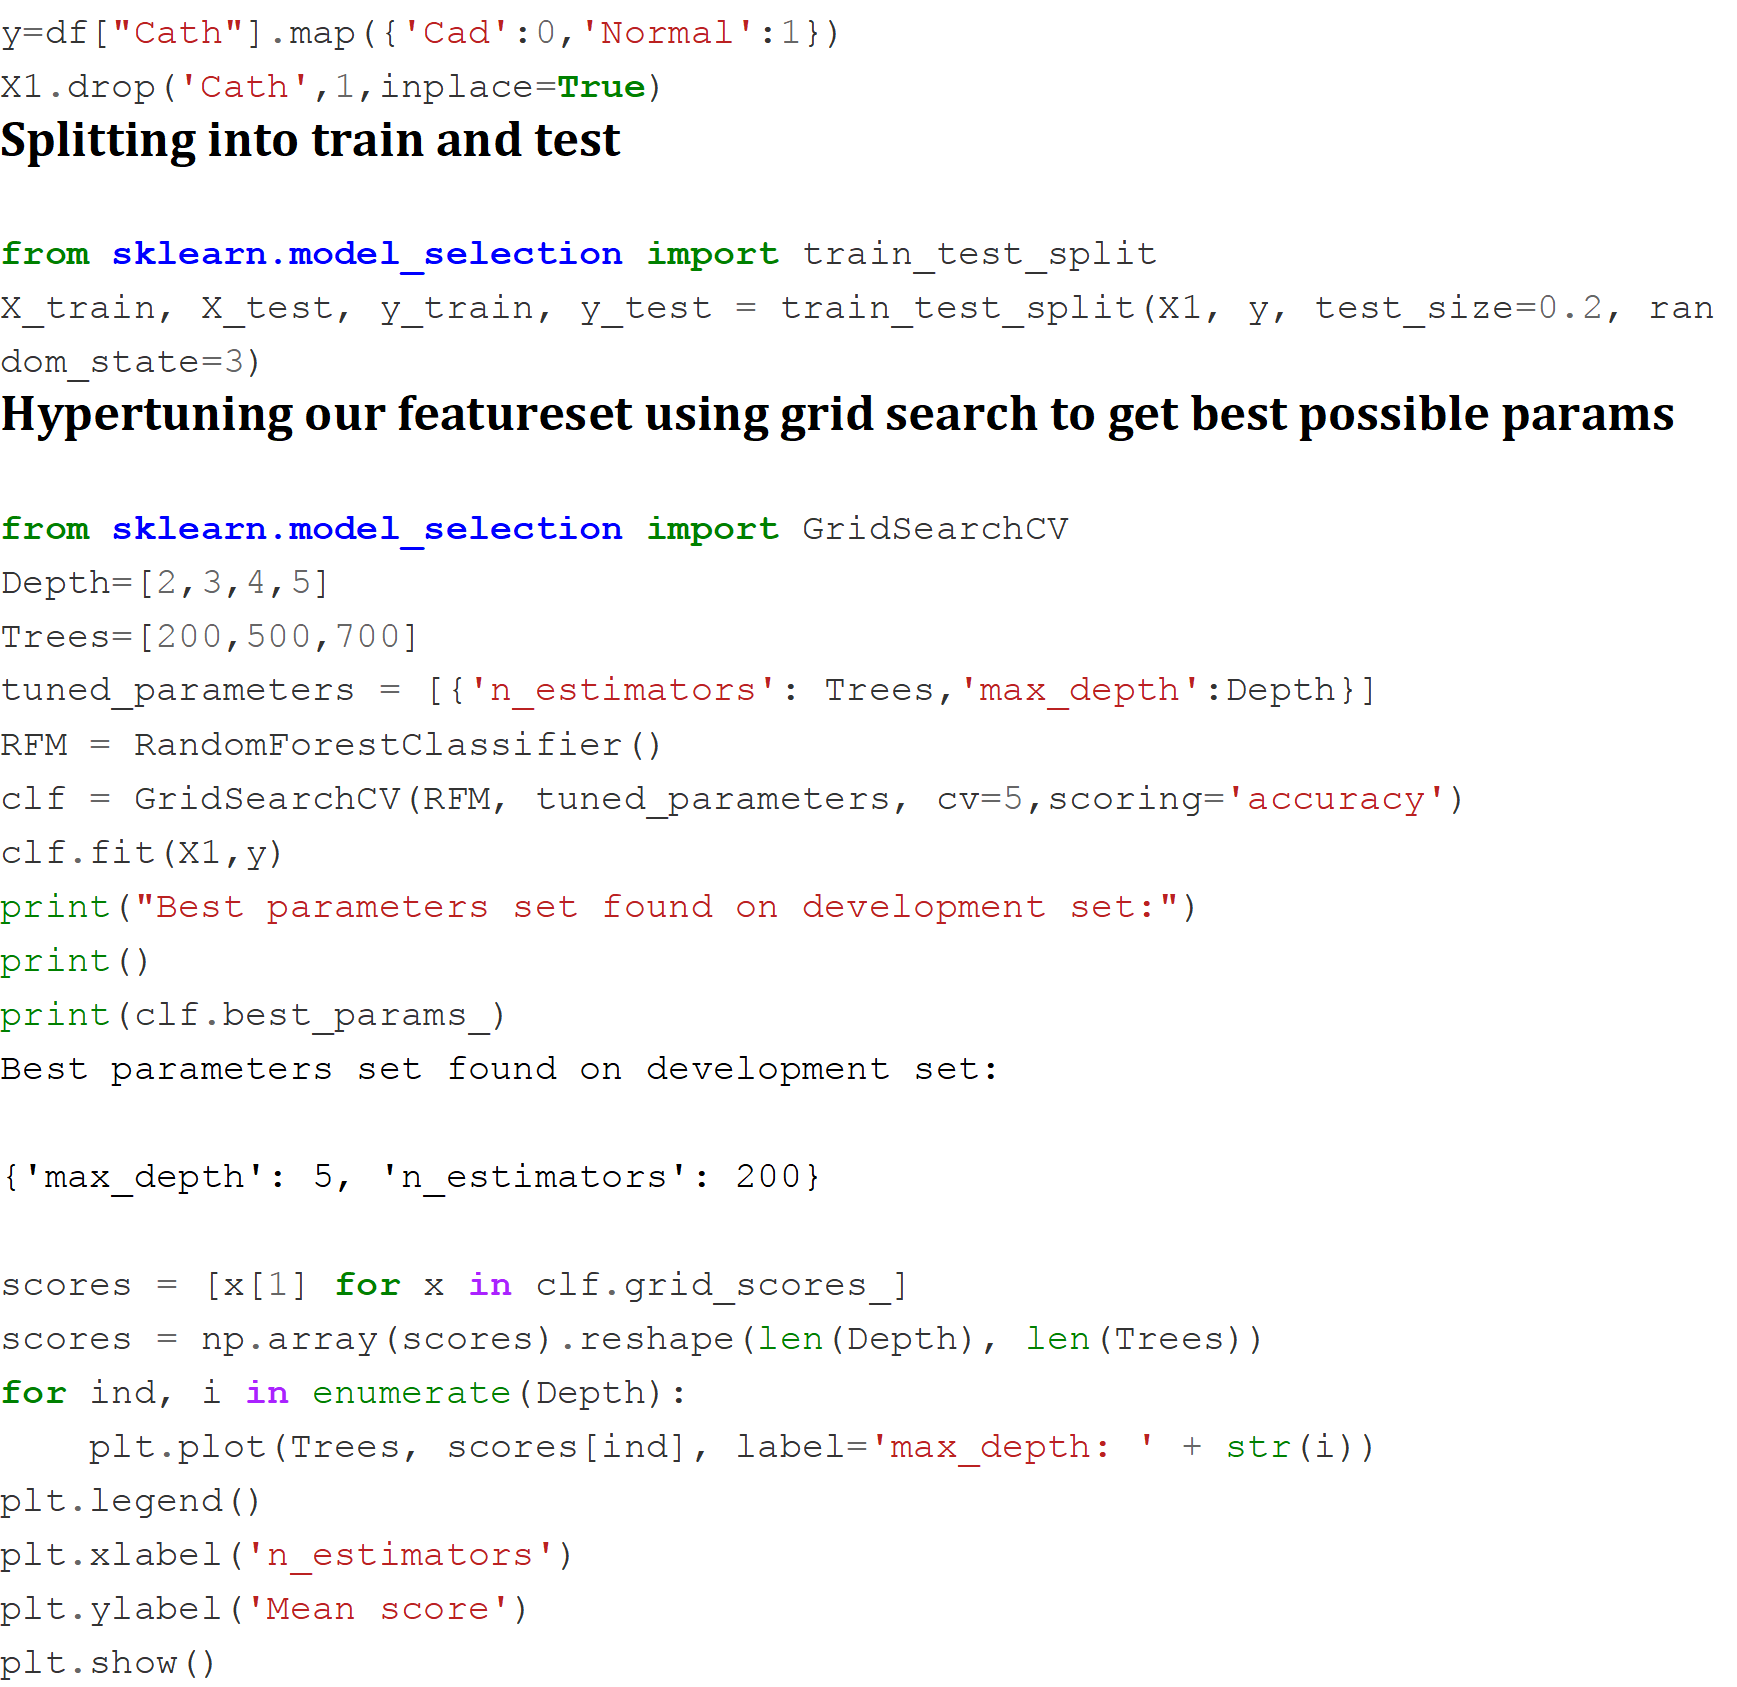 y=df["Cath"].map({'Cad':0,'Normal':1})
X1.drop('Cath',1,inplace=True)
Splitting into train and test
from sklearn.model_selection import train_test_split
X_train, X_test, y_train, y_test = train_test_split(X1, y, test_size=0.2, ran
dom_state=3)
Hypertuning our featureset using grid search to get best possible params
from sklearn.model_selection import GridSearchCV
Depth=[2,3,4,5]
Trees=[200,500,700]
tuned_parameters = [{'n_estimators': Trees,'max_depth':Depth}]
RFM = RandomForestClassifier()
clf = GridSearchCV(RFM, tuned_parameters, cv=5,scoring='accuracy')
clf.fit(X1,y)
print("Best parameters set found on development set:")
print()
print(clf.best_params_)
Best parameters set found on development set:
{'max_depth': 5, 'n_estimators': 200}
scores = [x[1] for x in clf.grid_scores_]
scores = np.array(scores).reshape(len(Depth), len(Trees))
for ind, i in enumerate(Depth):
    plt.plot(Trees, scores[ind], label='max_depth: ' + str(i))
plt.legend()
plt.xlabel('n_estimators')
plt.ylabel('Mean score')
plt.show()